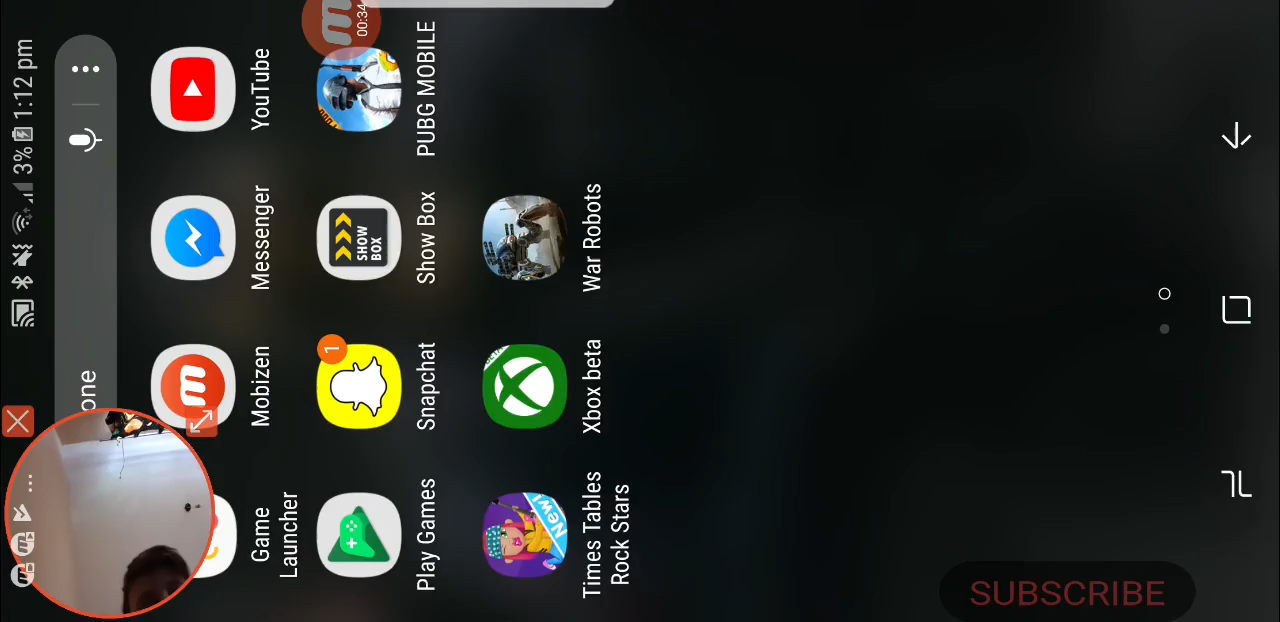 3% 1:12 pm
one
Game
Launcher
Mobizen
Messenger
YouTube
00:34
1
SHOW
BOX
Play Games
Snapchat
Show Box
PUBG MOBILE
New!
Times Tables
Rock Stars
Xbox beta
War Robots
SUBSCRIBE